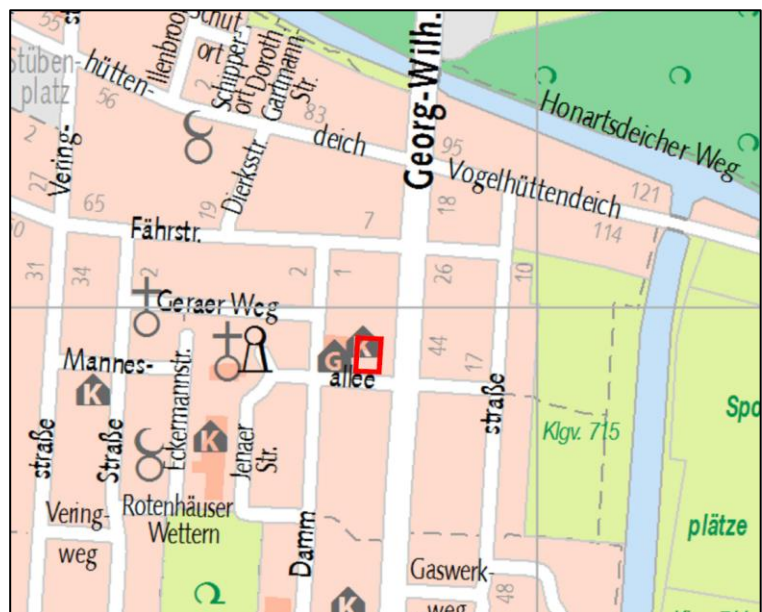 55
Schut
ort
Illenbroo
Schipper-
ort
Doroth.
Gartmann
Str.
Georg-Wilh.
Stüben-
platz
hütten-
56
2
83
deich
Honartsdeicher Weg
95
Vogelhüttendeich
121
114
2
27
Vering-
65
19
Dierksstr.
7
18
Fährstr.
31
34
2
2
1
26
10
Geraer Weg
44
17
Mannes-
allee
G
K
K
K
straße
Straße
Eckermannstr.
Jenaer
Str.
straße
Klgv. 715
Spo
plätze
Vering-
weg
Rotenhäuser
Wettern
Damm
Gaswerk-
weg
48
K